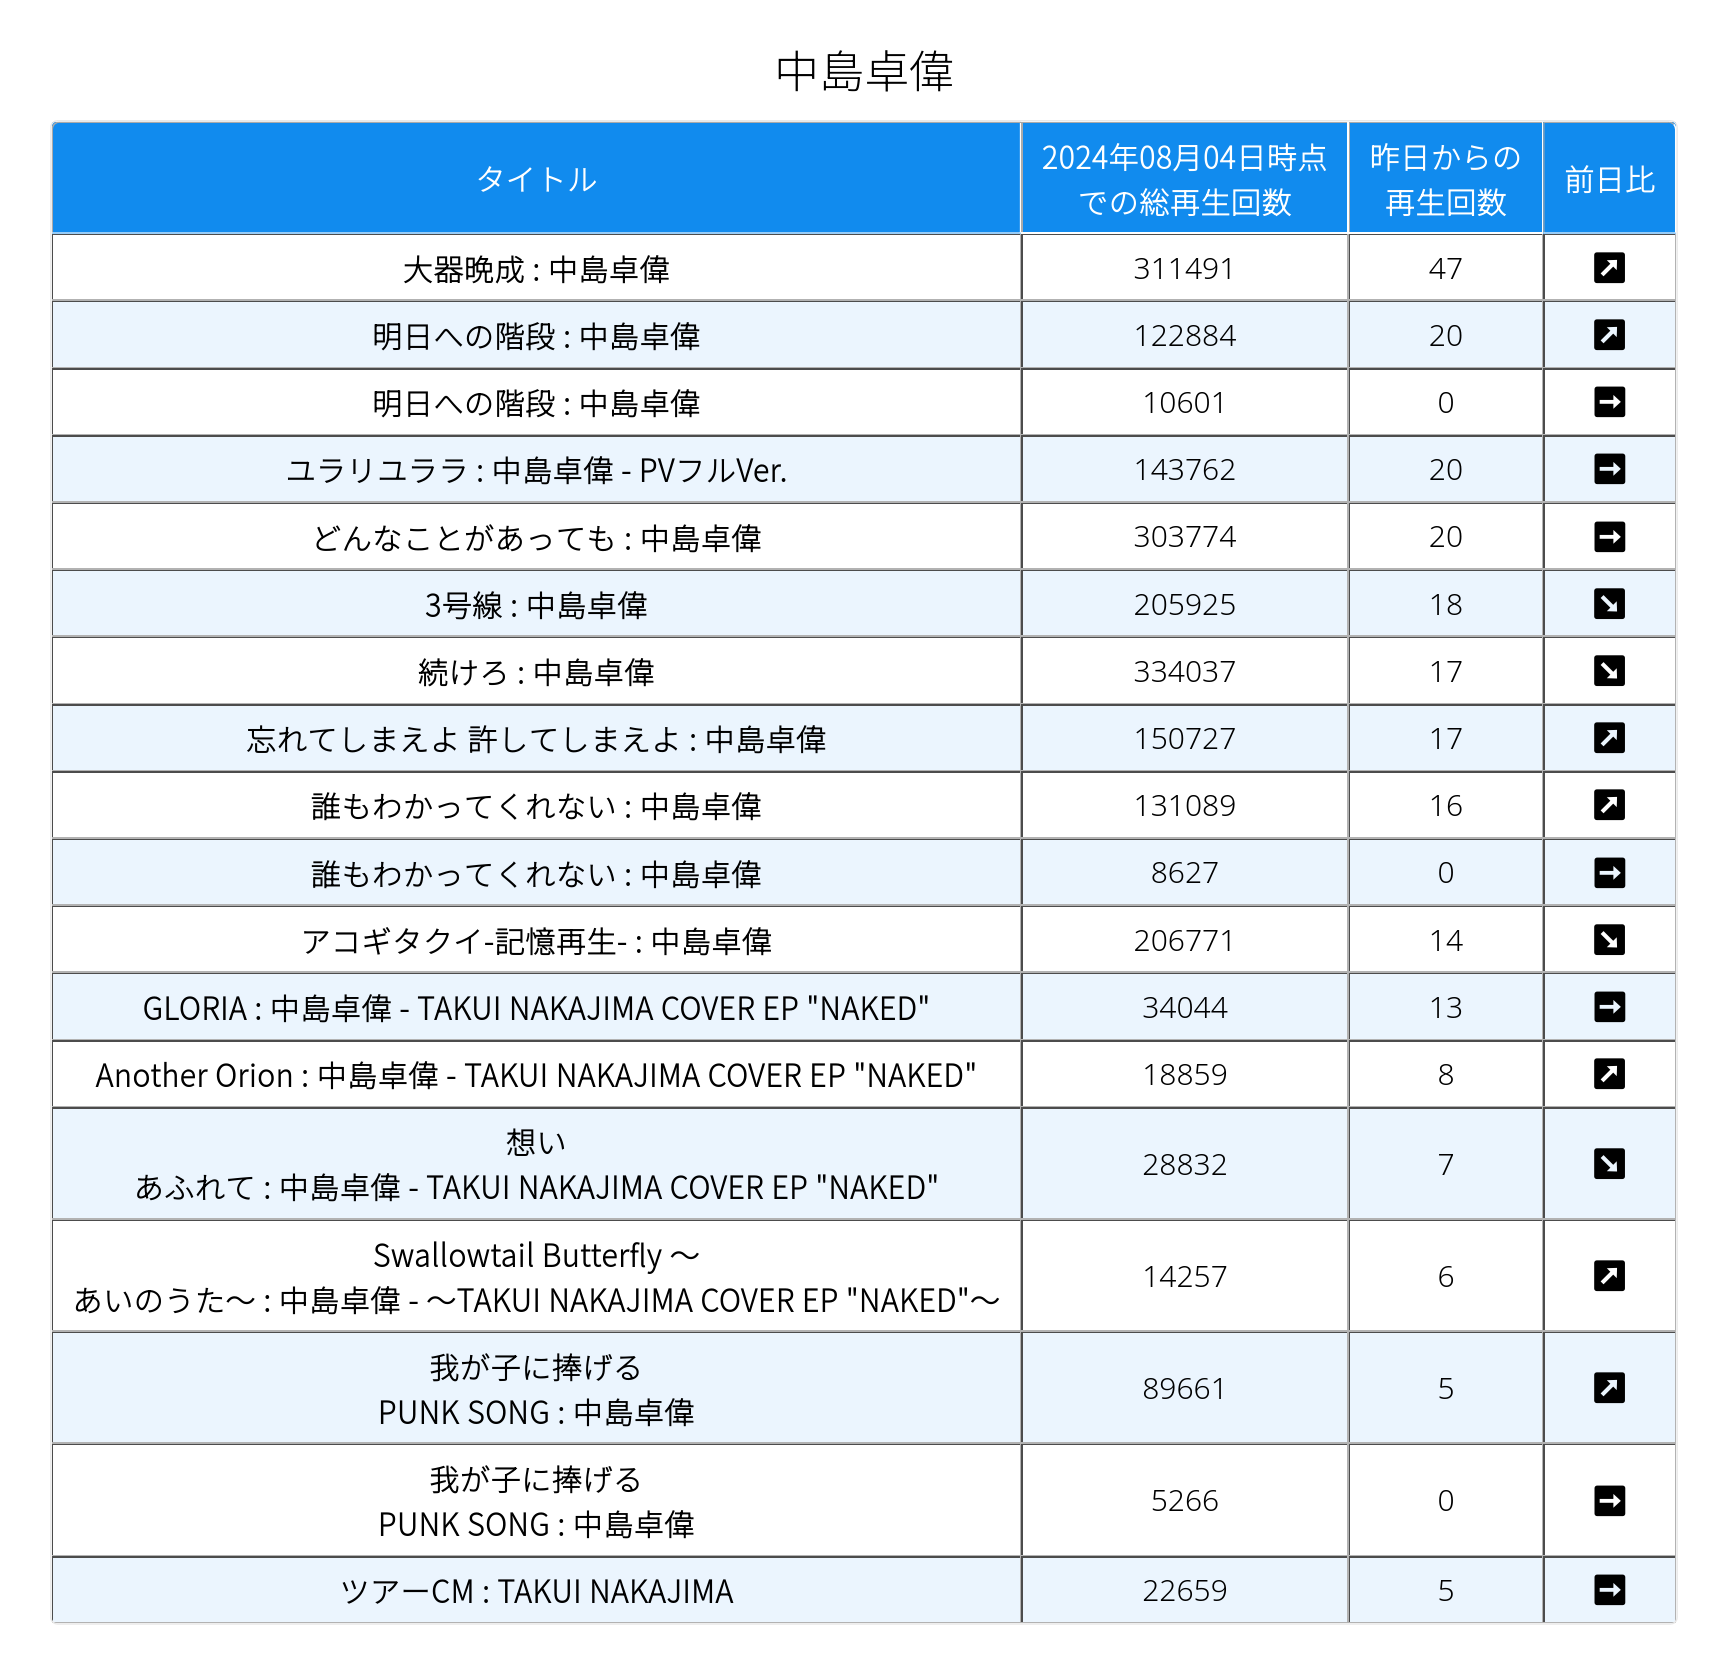 中島卓偉
タイトル
2024年08月04日時点
での総再生回数
昨日からの
再生回数
前日比
大器晩成 : 中島卓偉 311491 47 ↗
明日への階段 : 中島卓偉 122884 20 ↗
明日への階段 : 中島卓偉 10601 0 →
ユラリユララ : 中島卓偉 - PVフルVer. 143762 20 →
どんなことがあっても : 中島卓偉 303774 20 →
3号線 : 中島卓偉 205925 18 ↘
続けろ : 中島卓偉 334037 17 ↘
忘れてしまえよ 許してしまえよ : 中島卓偉 150727 17 ↗
誰もわかってくれない : 中島卓偉 131089 16 ↗
誰もわかってくれない : 中島卓偉 8627 0 →
アコギタクイ-記憶再生- : 中島卓偉 206771 14 ↘
GLORIA : 中島卓偉 - TAKUI NAKAJIMA COVER EP "NAKED" 34044 13 →
Another Orion : 中島卓偉 - TAKUI NAKAJIMA COVER EP "NAKED" 18859 8 ↗
想い
あふれて : 中島卓偉 - TAKUI NAKAJIMA COVER EP "NAKED" 28832 7 ↘
Swallowtail Butterfly 〜
あいのうた〜 : 中島卓偉 - 〜TAKUI NAKAJIMA COVER EP "NAKED"〜 14257 6 ↗
我が子に捧げる
PUNK SONG : 中島卓偉 89661 5 ↗
我が子に捧げる
PUNK SONG : 中島卓偉 5266 0 →
ツアーCM : TAKUI NAKAJIMA 22659 5 →